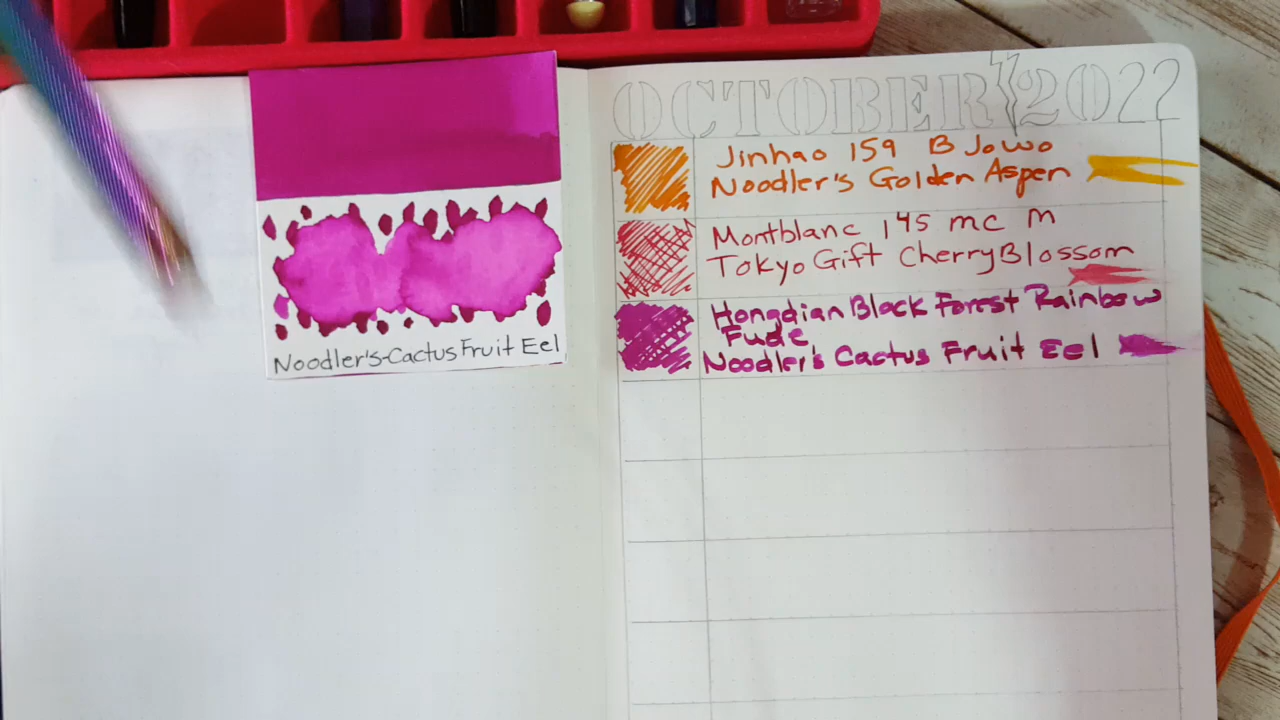 Noodler's-Cactus Fruit Eel
OCTOBER 2022
Jinhao 159 B Jowo
Noodler's Golden Aspen
Montblanc 145 mc M
Tokyo Gift Cherry Blossom
Hongdian Black Forest Rainbow
Fude
Noodler's Cactus Fruit Eel